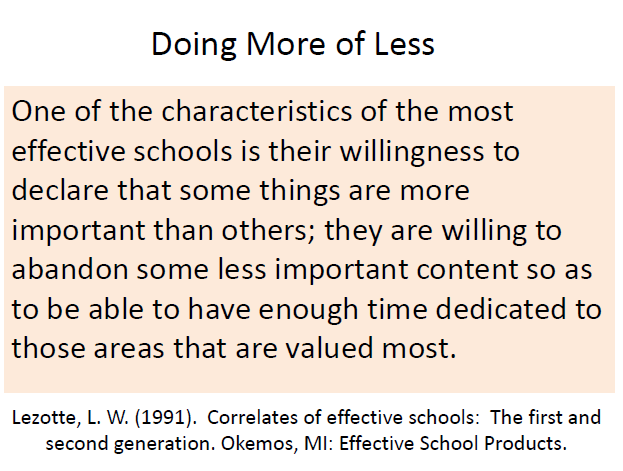 Doing More of Less
One of the characteristics of the most
effective schools is their willingness to
declare that some things are more
important than others; they are willing to
abandon some less important content so as
to be able to have enough time dedicated to
those areas that are valued most.
Lezotte, L. W. (1991).  Correlates of effective schools:  The first and
second generation. Okemos, MI: Effective School Products.